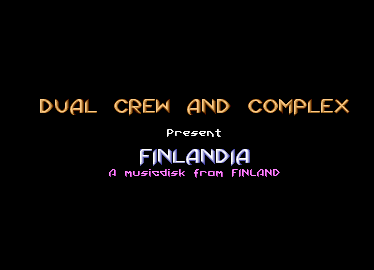 DUAL CREW AND COMPLEX
Present
FINLANDIA
A musicdisk from FINLAND